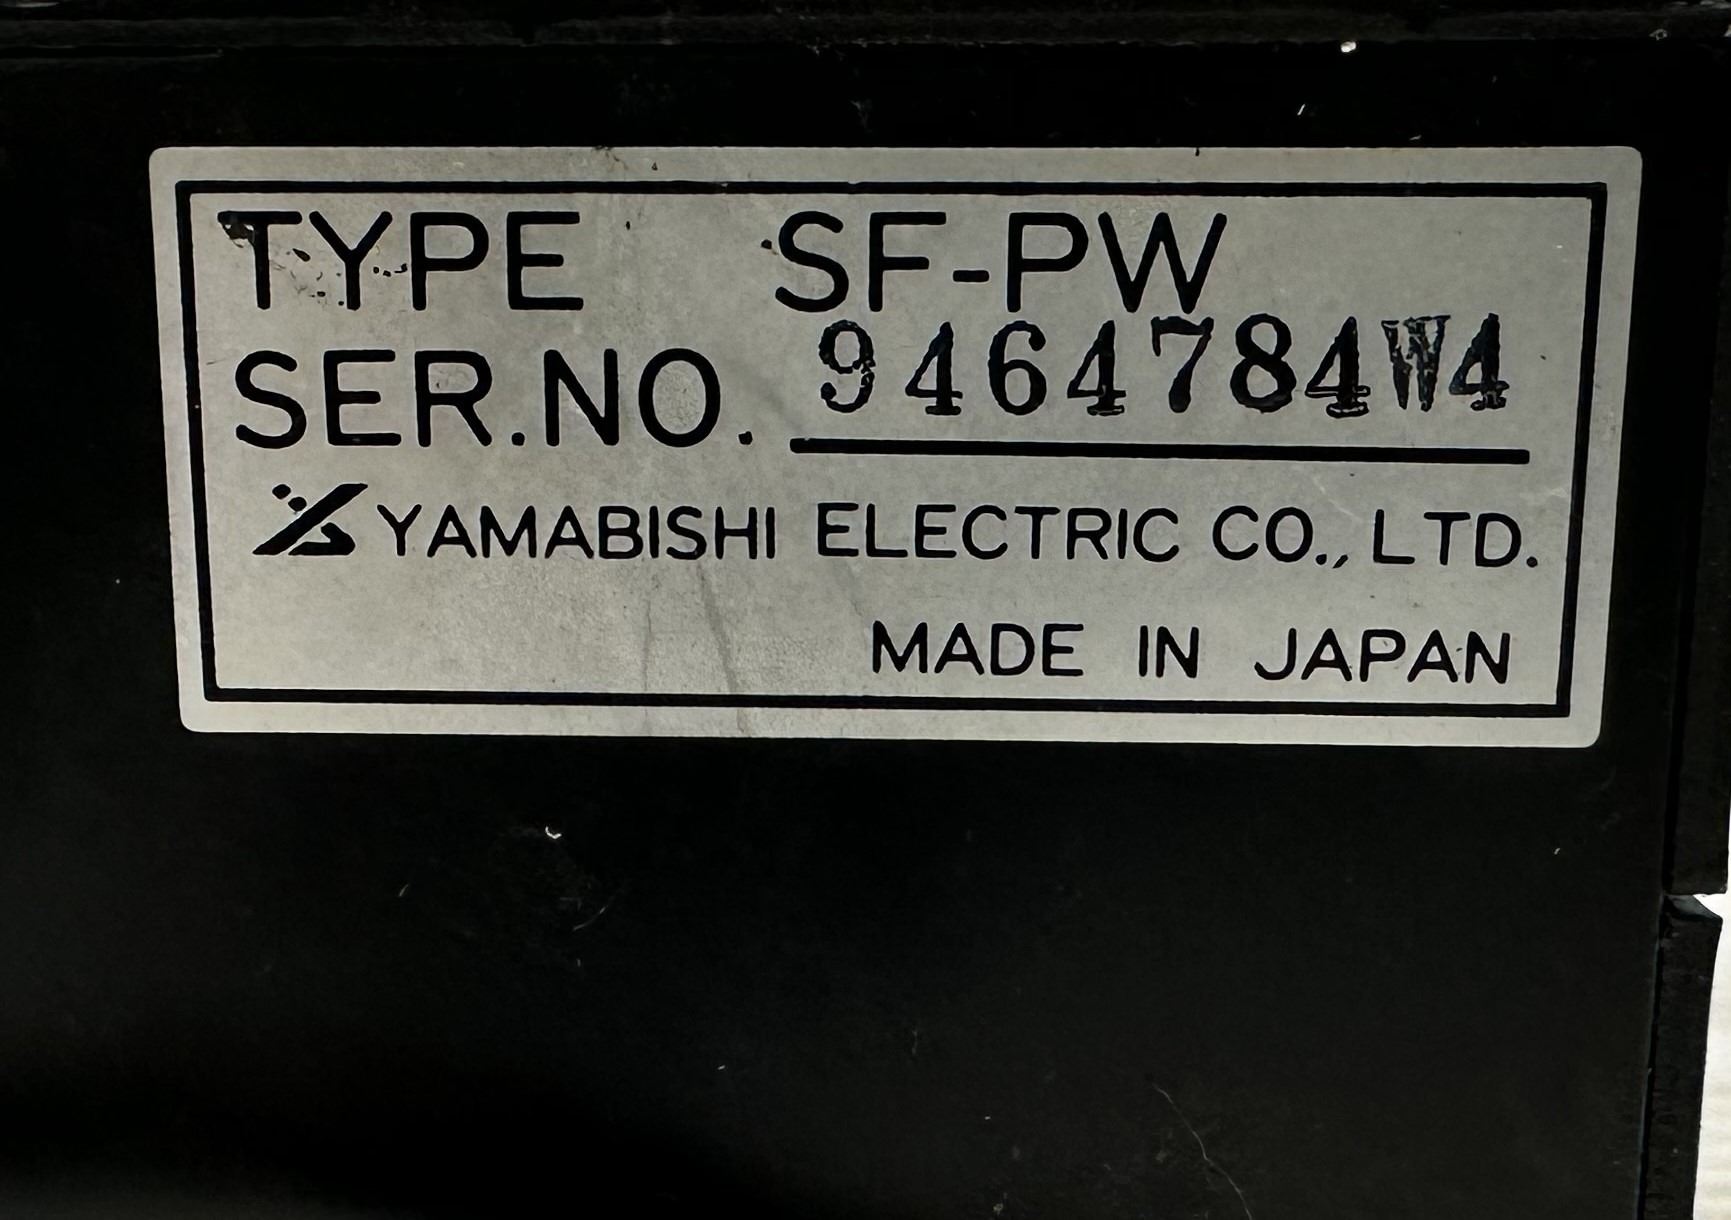 TYPE SF-PW
SER.NO. 9464784W4
YAMABISHI ELECTRIC CO., LTD.
MADE IN JAPAN